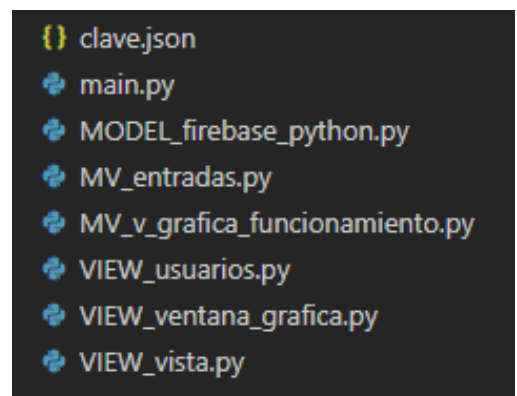 {} clave.json
main.py
MODEL_firebase_python.py
MV_entradas.py
MV_v_grafica_funcionamiento.py
VIEW_usuarios.py
VIEW_ventana_grafica.py
VIEW_vista.py